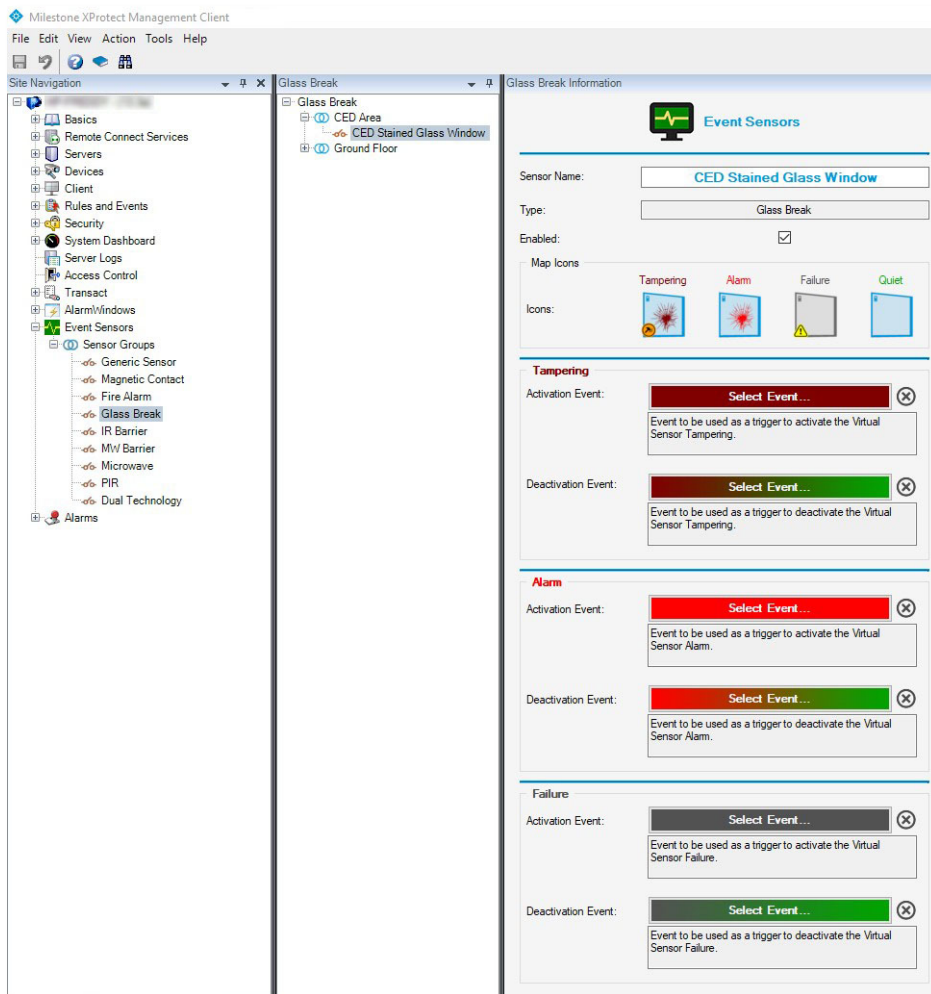 Milestone XProtect Management Client
File Edit View Action Tools Help
Site Navigation
Basics
Remote Connect Services
Servers
Devices
Client
Rules and Events
Security
System Dashboard
Server Logs
Access Control
Transact
AlarmWindows
Event Sensors
Sensor Groups
Generic Sensor
Magnetic Contact
Fire Alarm
Glass Break
IR Barrier
MW Barrier
Microwave
PIR
Dual Technology
Alarms
Glass Break
Glass Break
CED Area
CED Stained Glass Window
Ground Floor
Glass Break Information
Event Sensors
Sensor Name: CED Stained Glass Window
Type: Glass Break
Enabled:
Map Icons
Tampering Alarm Failure Quiet
Icons:
Tampering
Activation Event: Select Event...
Event to be used as a trigger to activate the Virtual
Sensor Tampering.
Deactivation Event: Select Event...
Event to be used as a trigger to deactivate the Virtual
Sensor Tampering.
Alarm
Activation Event: Select Event...
Event to be used as a trigger to activate the Virtual
Sensor Alarm.
Deactivation Event: Select Event...
Event to be used as a trigger to deactivate the Virtual
Sensor Alarm.
Failure
Activation Event: Select Event...
Event to be used as a trigger to activate the Virtual
Sensor Failure.
Deactivation Event: Select Event...
Event to be used as a trigger to deactivate the Virtual
Sensor Failure.